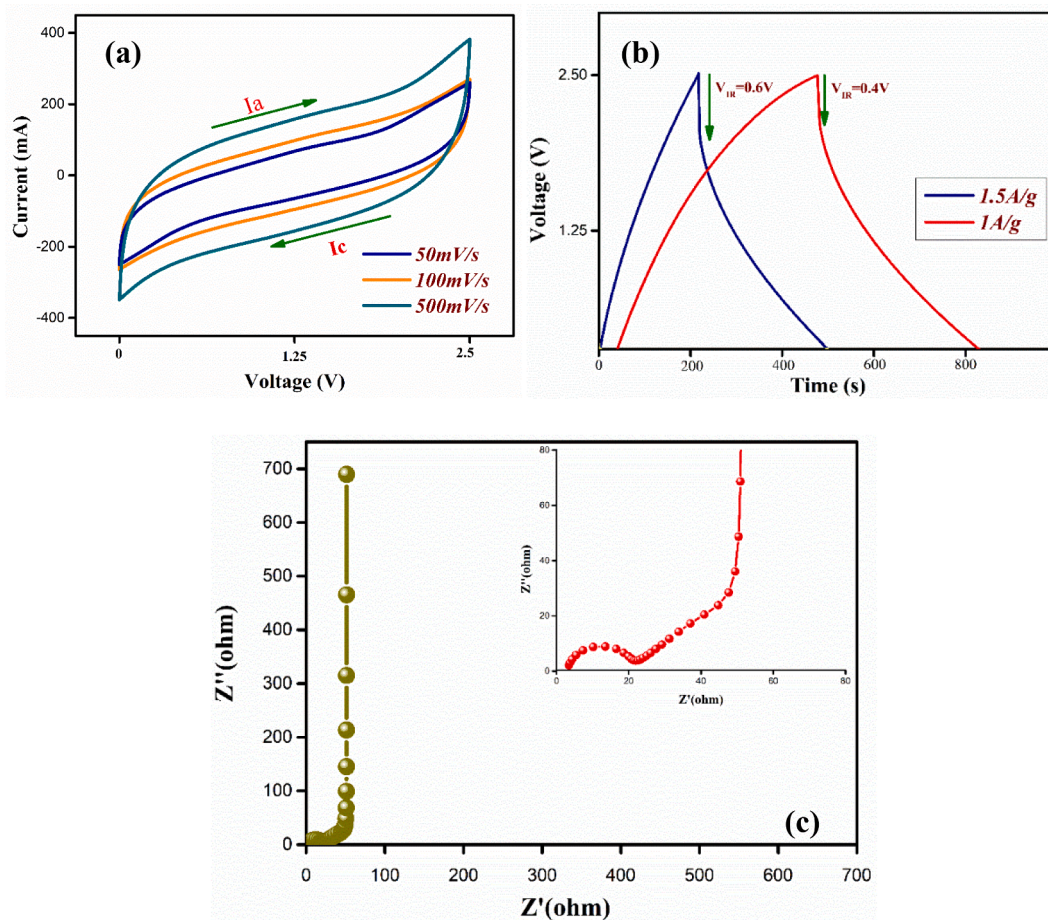 (a)
400
200
0
-200
-400
Current (mA)
Ia
Ic
50mV/s
100mV/s
500mV/s
0
1.25
2.5
Voltage (V)
(b)
2.50
1.25
Voltage (V)
V_IR=0.6V
V_IR=0.4V
1.5A/g
1A/g
0
200
400
600
800
Time (s)
700
600
500
400
300
200
100
0
Z''(ohm)
0
100
200
300
400
500
600
700
Z'(ohm)
80
60
40
20
0
Z''(ohm)
0
20
40
60
80
Z'(ohm)
(c)